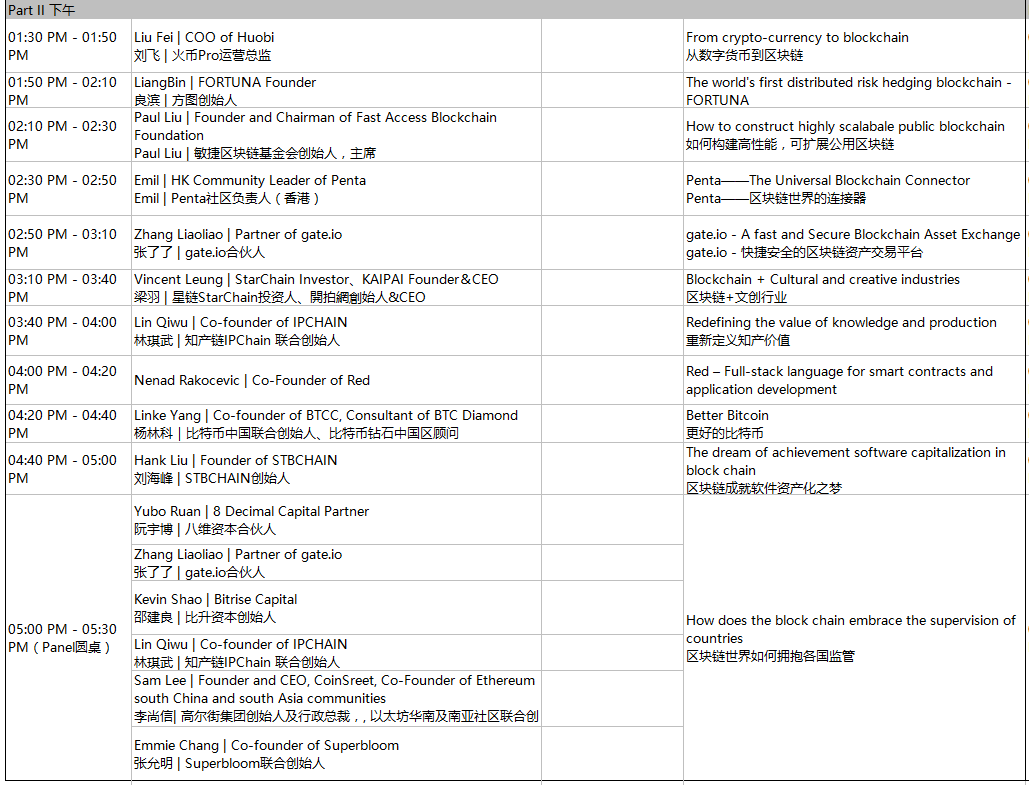 Part II 下午
01:30 PM - 01:50
PM
Liu Fei | COO of Huobi
刘飞 | 火币Pro运营总监
From crypto-currency to blockchain
从数字货币到区块链
01:50 PM - 02:10
PM
LiangBin | FORTUNA Founder
良滨 | 方图创始人
The world's first distributed risk hedging blockchain -
FORTUNA
02:10 PM - 02:30
PM
Paul Liu | Founder and Chairman of Fast Access Blockchain
Foundation
Paul Liu | 敏捷区块链基金会创始人，主席
How to construct highly scalabale public blockchain
如何构建高性能，可扩展公用区块链
02:30 PM - 02:50
PM
Emil | HK Community Leader of Penta
Emil | Penta社区负责人（香港）
Penta——The Universal Blockchain Connector
Penta——区块链世界的连接器
02:50 PM - 03:10
PM
Zhang Liaoliao | Partner of gate.io
张了了 | gate.io合伙人
gate.io - A fast and Secure Blockchain Asset Exchange
gate.io - 快捷安全的区块链资产交易平台
03:10 PM - 03:40
PM
Vincent Leung | StarChain Investor、KAIPAI Founder&CEO
梁羽 | 星链StarChain投资人、開拍網創始人&CEO
Blockchain + Cultural and creative industries
区块链+文创行业
03:40 PM - 04:00
PM
Lin Qiwu | Co-founder of IPCHAIN
林琪武 | 知产链IPChain 联合创始人
Redefining the value of knowledge and production
重新定义知产价值
04:00 PM - 04:20
PM
Nenad Rakocevic | Co-Founder of Red
Red – Full-stack language for smart contracts and
application development
04:20 PM - 04:40
PM
Linke Yang | Co-founder of BTCC, Consultant of BTC Diamond
杨林科 | 比特币中国联合创始人、比特币钻石中国区顾问
Better Bitcoin
更好的比特币
04:40 PM - 05:00
PM
Hank Liu | Founder of STBCHAIN
刘海峰 | STBCHAIN创始人
The dream of achievement software capitalization in
block chain
区块链成就软件资产化之梦
05:00 PM - 05:30
PM（Panel圆桌）
Yubo Ruan | 8 Decimal Capital Partner
阮宇博 | 八维资本合伙人
Zhang Liaoliao | Partner of gate.io
张了了 | gate.io合伙人
Kevin Shao | Bitrise Capital
邵建良 | 比升资本创始人
Lin Qiwu | Co-founder of IPCHAIN
林琪武 | 知产链IPChain 联合创始人
Sam Lee | Founder and CEO, CoinSreet, Co-Founder of Ethereum
south China and south Asia communities
李尚信| 高尔街集团创始人及行政总裁，, 以太坊华南及南亚社区联合创
Emmie Chang | Co-founder of Superbloom
张允明 | Superbloom联合创始人
How does the block chain embrace the supervision of
countries
区块链世界如何拥抱各国监管